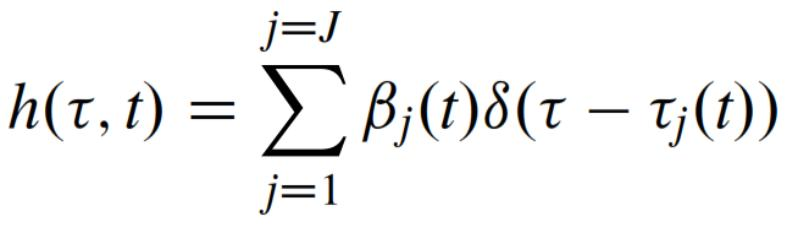 h(τ, t) = ∑_{j=1}^{j=J} β_j(t)δ(τ − τ_j(t))